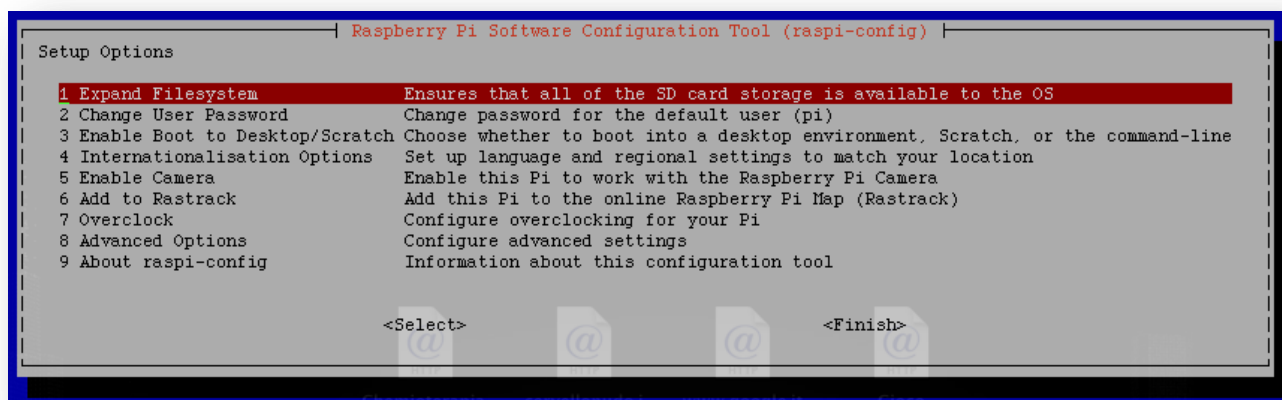 Raspberry Pi Software Configuration Tool (raspi-config)
Setup Options
1 Expand Filesystem Ensures that all of the SD card storage is available to the OS
2 Change User Password Change password for the default user (pi)
3 Enable Boot to Desktop/Scratch Choose whether to boot into a desktop environment, Scratch, or the command-line
4 Internationalisation Options Set up language and regional settings to match your location
5 Enable Camera Enable this Pi to work with the Raspberry Pi Camera
6 Add to Rastrack Add this Pi to the online Raspberry Pi Map (Rastrack)
7 Overclock Configure overclocking for your Pi
8 Advanced Options Configure advanced settings
9 About raspi-config Information about this configuration tool
<Select> <Finish>
@ @ @ @
HTTP HTTP HTTP HTTP